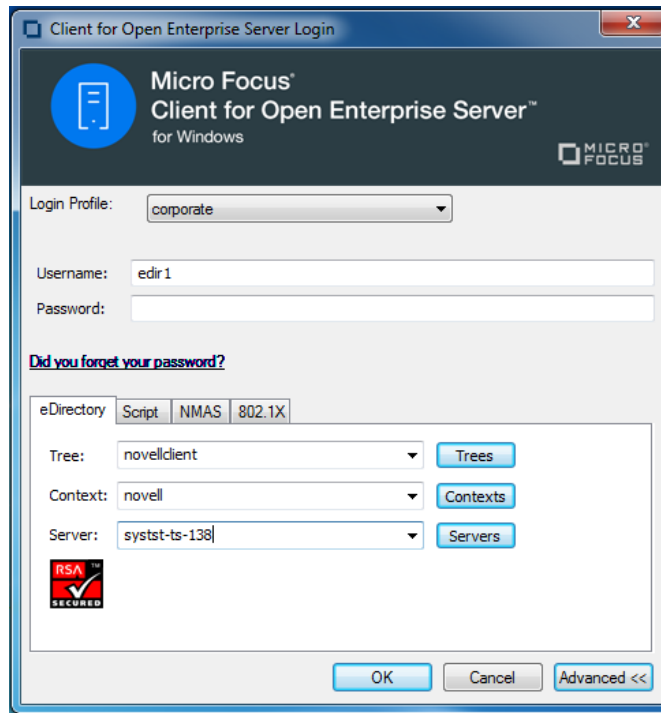 Client for Open Enterprise Server Login
Micro Focus®
Client for Open Enterprise Server™
for Windows
MICRO®
FOCUS
Login Profile: corporate
Username: edir1
Password:
Did you forget your password?
eDirectory Script NMAS 802.1X
Tree: novellclient Trees
Context: novell Contexts
Server: systst-ts-138 Servers
RSA ™
SECURED
OK Cancel Advanced <<